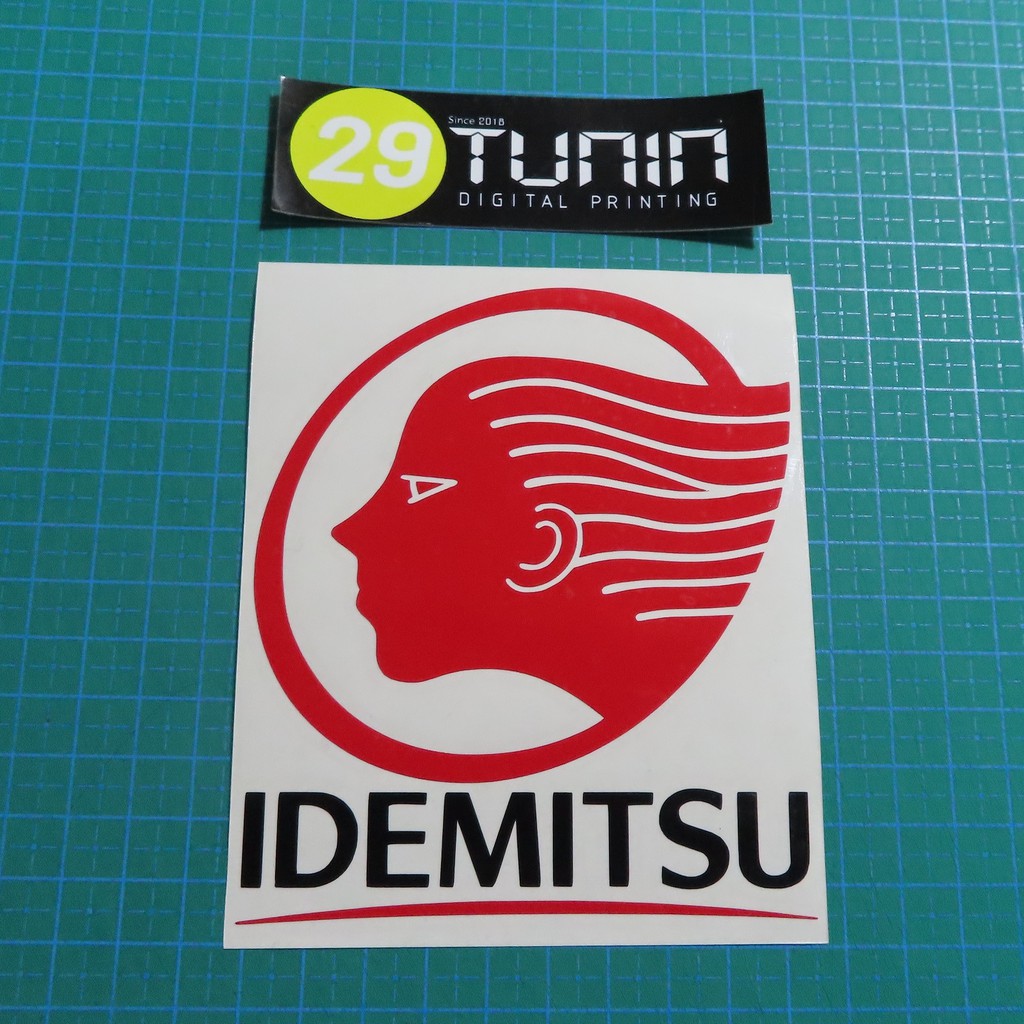 29
Since 2018
TUNIN
DIGITAL PRINTING
IDEMITSU